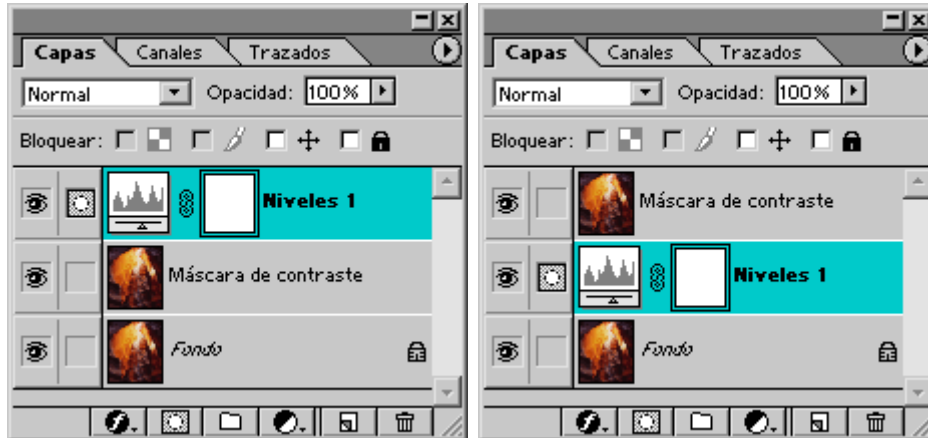 Capas Canales Trazados
Normal Opacidad: 100%
Bloquear:
Niveles 1
Máscara de contraste
Fondo
Capas Canales Trazados
Normal Opacidad: 100%
Bloquear:
Máscara de contraste
Niveles 1
Fondo